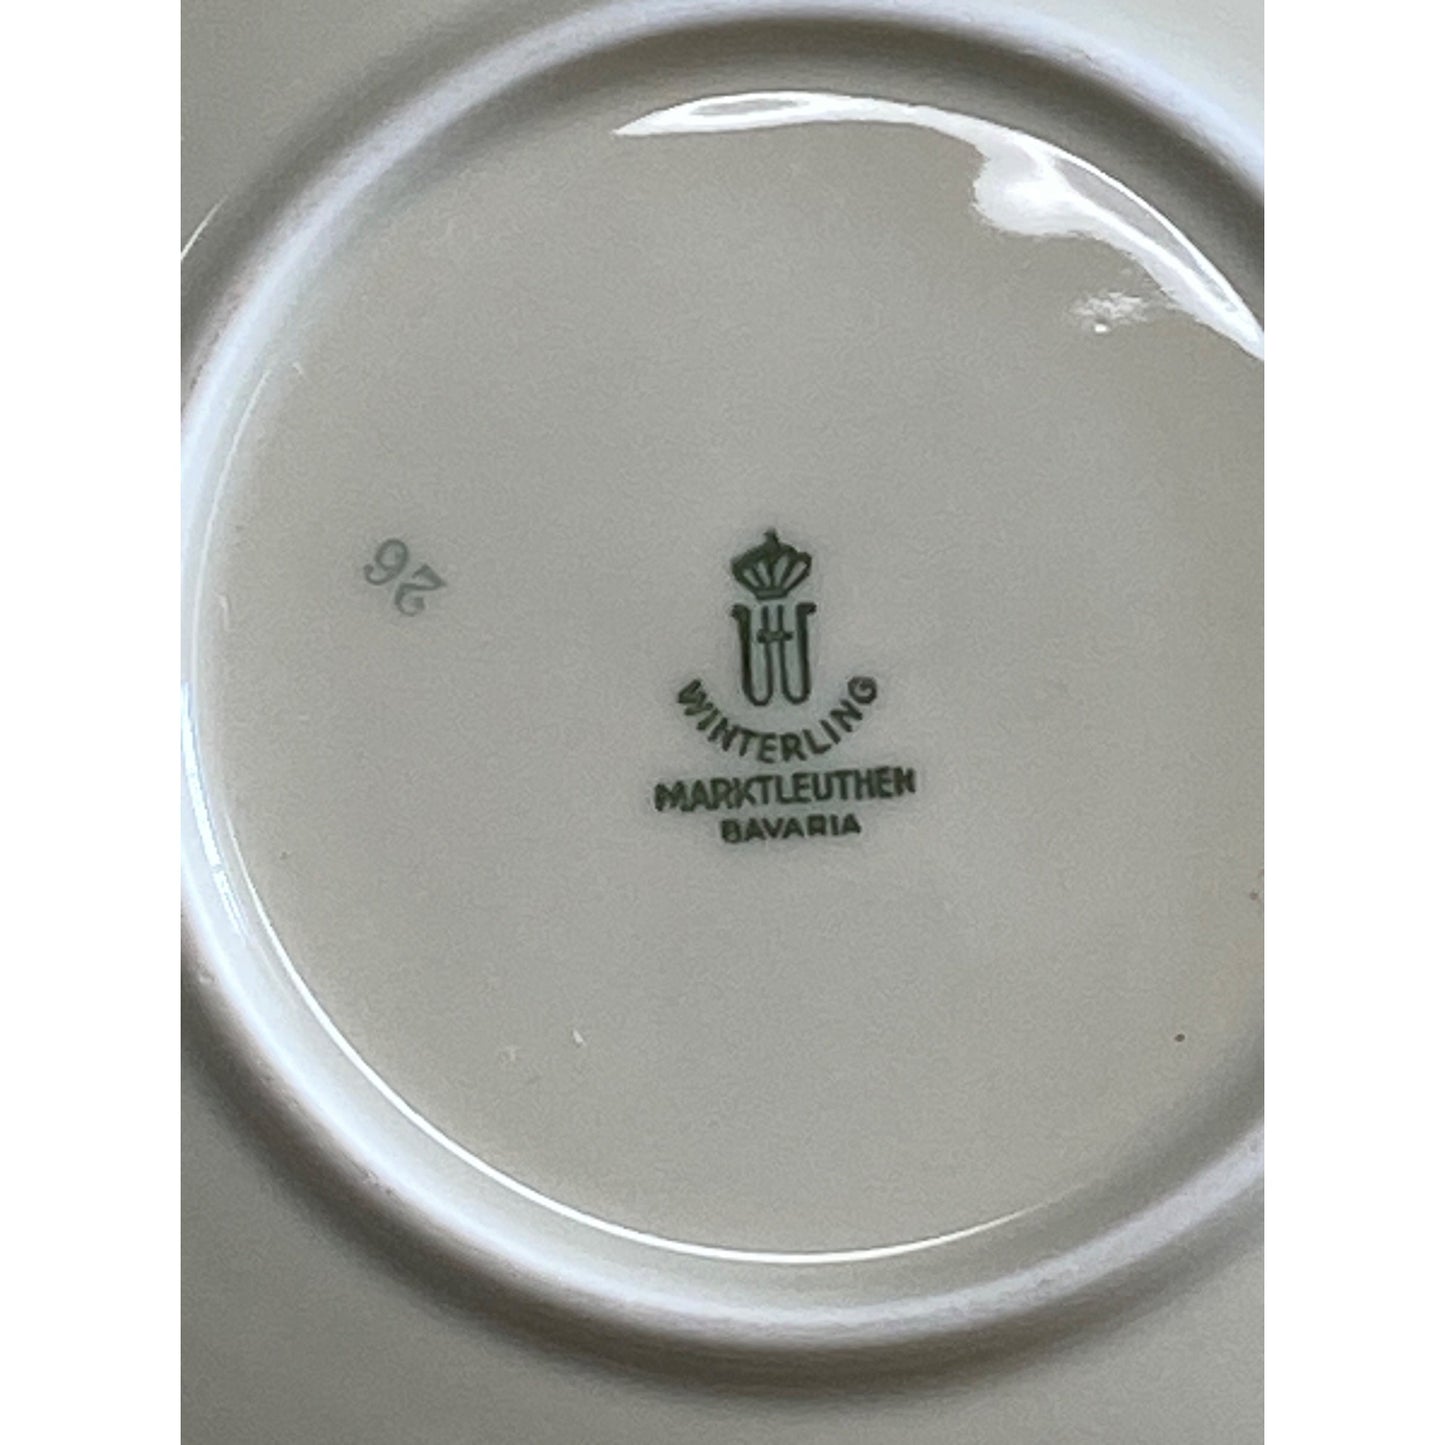 26
WINTERLING
MARKTLEUTHEN
BAVARIA